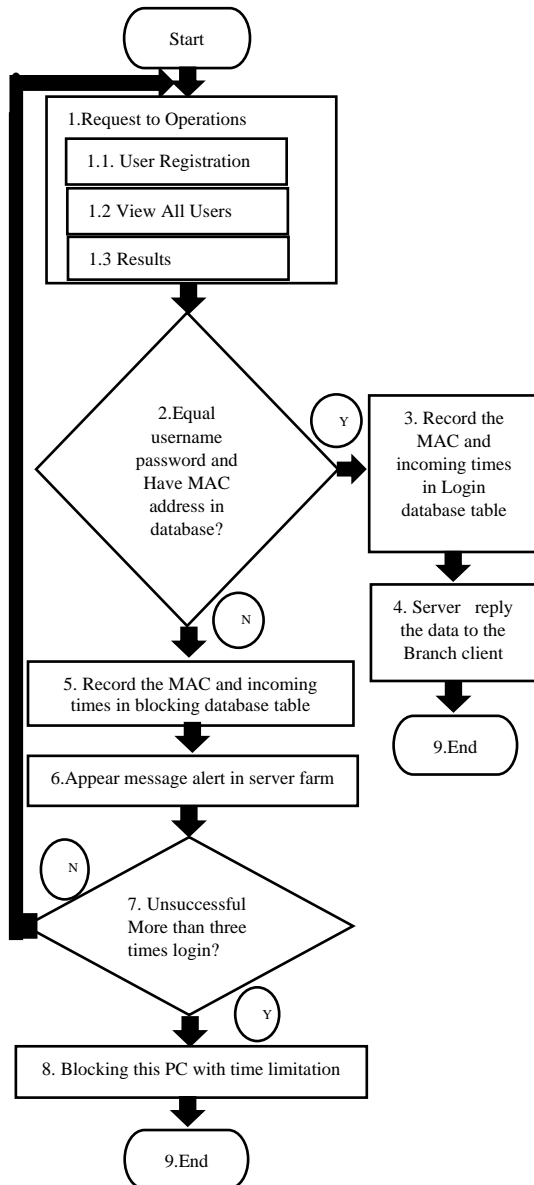 Start
1.Request to Operations
1.1. User Registration
1.2 View All Users
1.3 Results
2.Equal
username
password and
Have MAC
address in
database?
Y
3. Record the
MAC and
incoming times
in Login
database table
N
4. Server reply
the data to the
Branch client
9.End
5. Record the MAC and incoming
times in blocking database table
6.Appear message alert in server farm
N
7. Unsuccessful
More than three
times login?
Y
8. Blocking this PC with time limitation
9.End